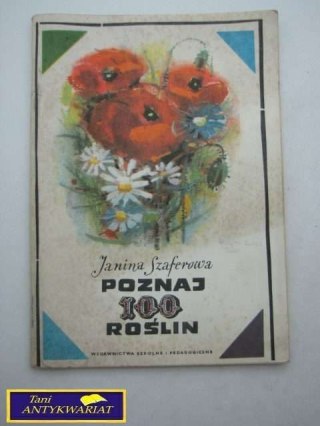 Janina Szaferowa
POZNAJ
100
ROŚLIN
WYDAWNICTWA SZKOLNE I PEDAGOGICZNE
Tani
ANTYKWARIAT